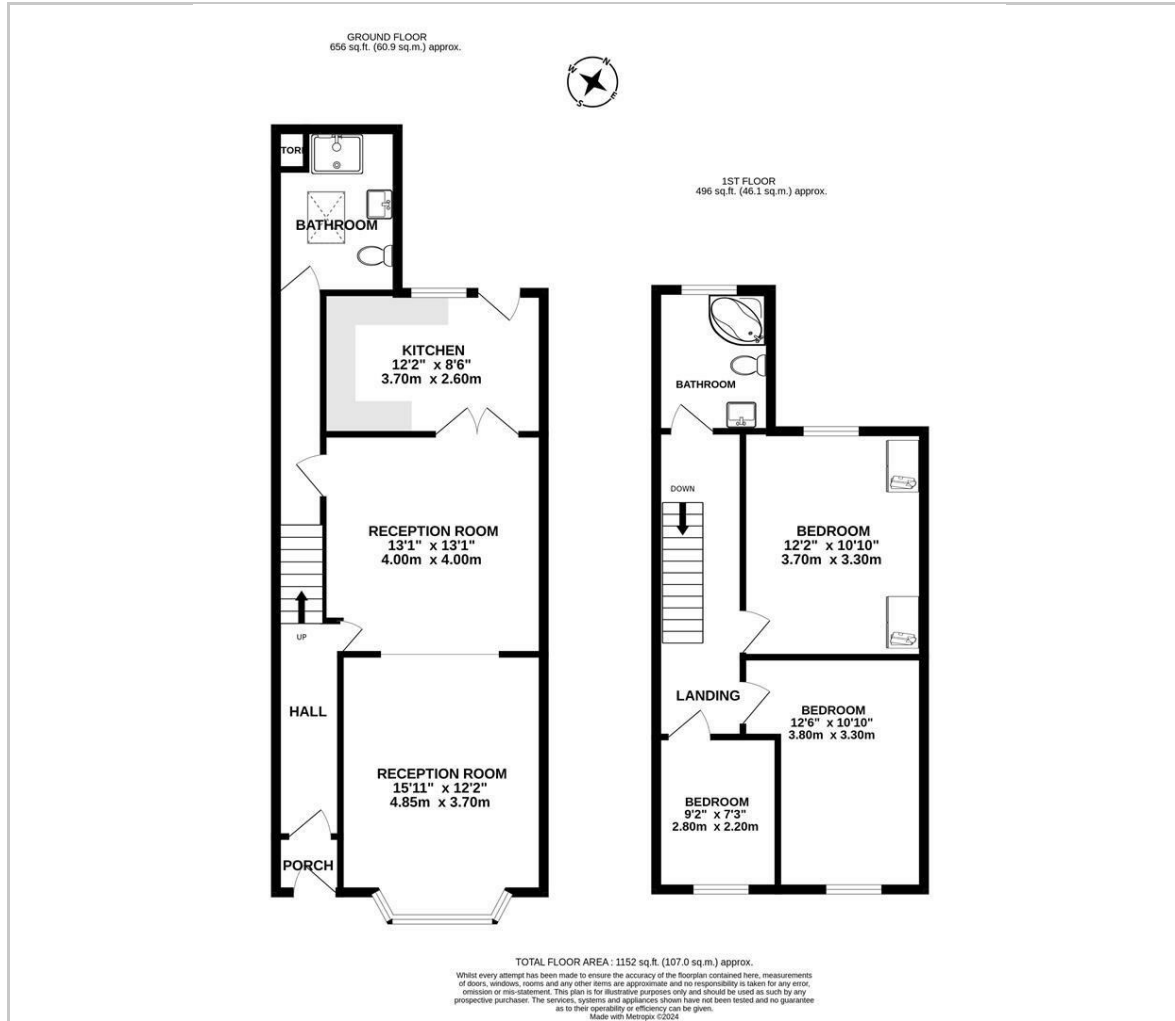 GROUND FLOOR
656 sq.ft. (60.9 sq.m.) approx.
N
W
E
S
1ST FLOOR
496 sq.ft. (46.1 sq.m.) approx.
TORE
BATHROOM
KITCHEN
12'2" x 8'6"
3.70m x 2.60m
RECEPTION ROOM
13'1" x 13'1"
4.00m x 4.00m
UP
HALL
RECEPTION ROOM
15'11" x 12'2"
4.85m x 3.70m
PORCH
BATHROOM
DOWN
BEDROOM
12'2" x 10'10"
3.70m x 3.30m
LANDING
BEDROOM
12'6" x 10'10"
3.80m x 3.30m
BEDROOM
9'2" x 7'3"
2.80m x 2.20m
TOTAL FLOOR AREA : 1152 sq.ft. (107.0 sq.m.) approx.
Whilst every attempt has been made to ensure the accuracy of the floorplan contained here, measurements
of doors, windows, rooms and any other items are approximate and no responsibility is taken for any error,
omission or mis-statement. This plan is for illustrative purposes only and should be used as such by any
prospective purchaser. The services, systems and appliances shown have not been tested and no guarantee
as to their operability or efficiency can be given.
Made with Metropix ©2024